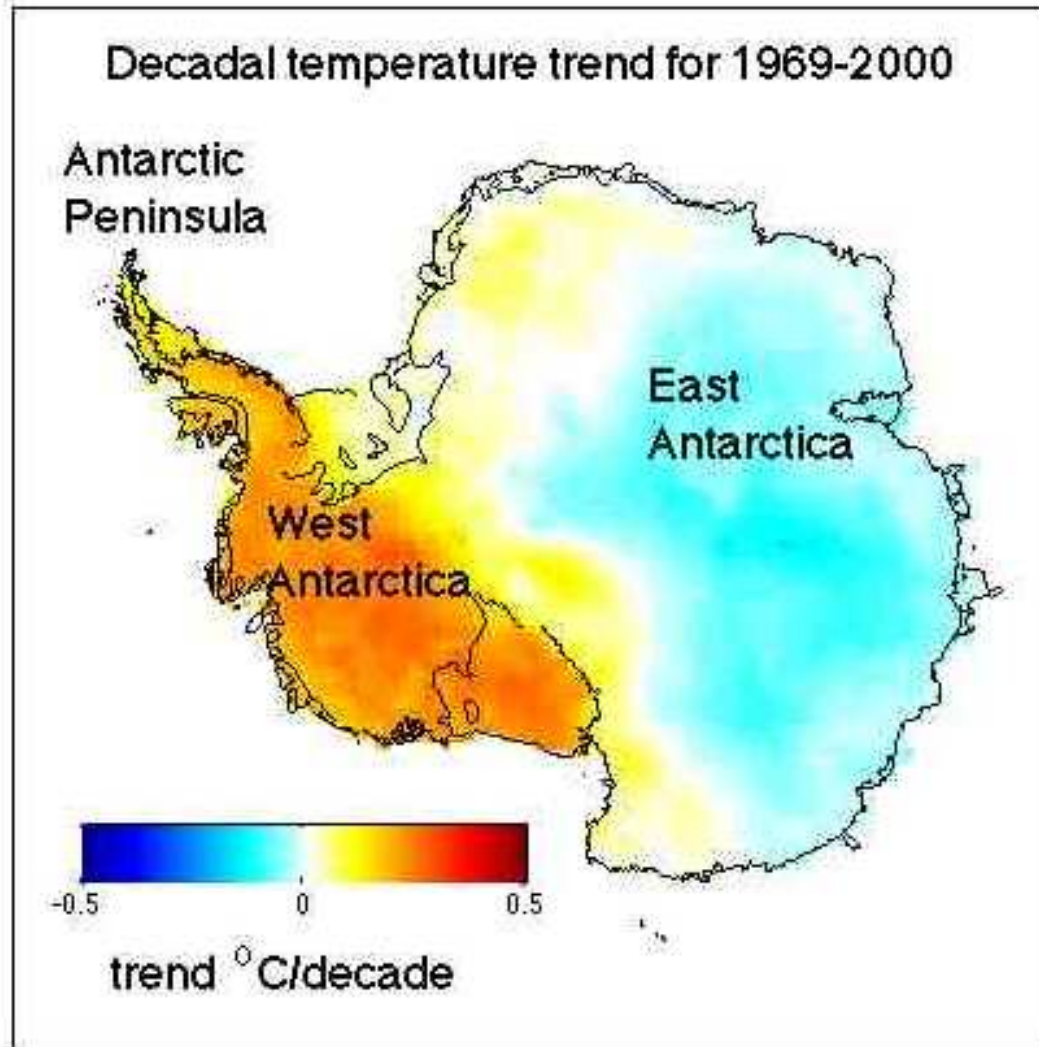 Decadal temperature trend for 1969-2000
Antarctic
Peninsula
East
Antarctica
West
Antarctica
-0.5 0 0.5
trend °C/decade